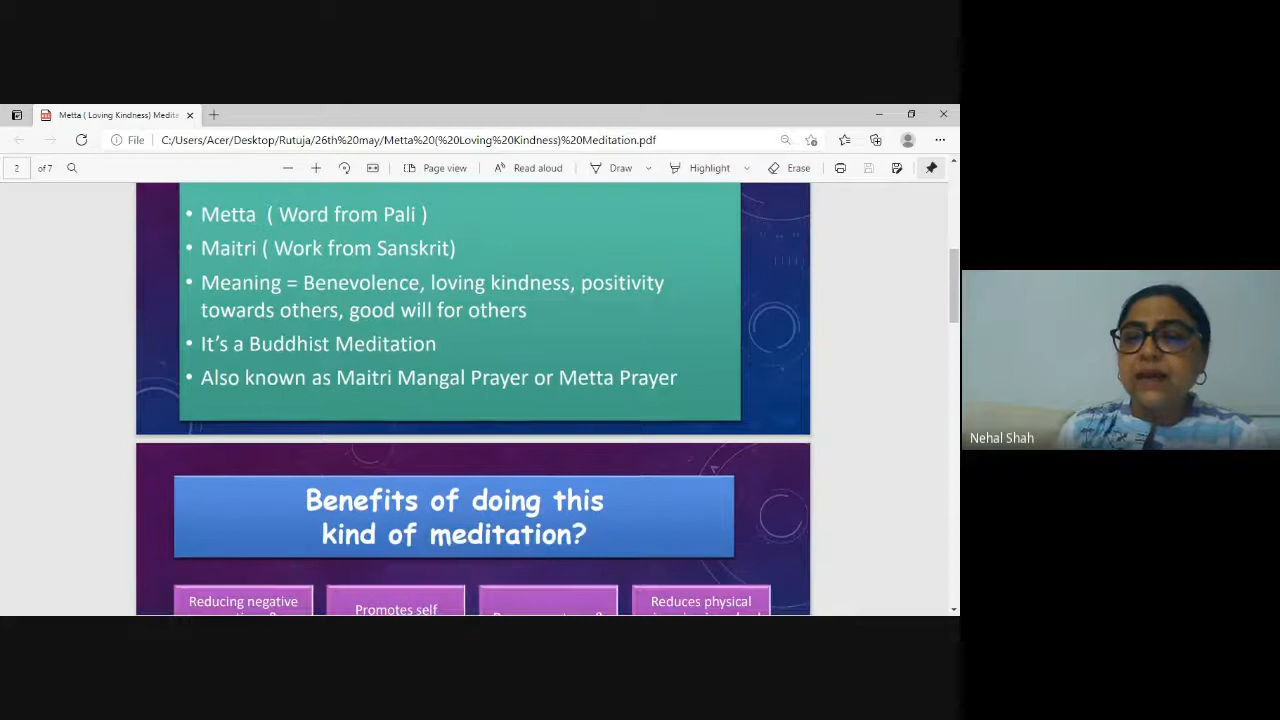 Metta ( Loving Kindness) Medita
File
C:/Users/Acer/Desktop/Rutuja/26th%20may/Metta%20(%20Loving%20Kindness)%20Meditation.pdf
2 of 7
Page view
Read aloud
Draw
Highlight
Erase
• Metta ( Word from Pali )
• Maitri ( Work from Sanskrit)
• Meaning = Benevolence, loving kindness, positivity
towards others, good will for others
• It's a Buddhist Meditation
• Also known as Maitri Mangal Prayer or Metta Prayer
Nehal Shah
Benefits of doing this
kind of meditation?
Reducing negative
Promotes self
Reduces physical